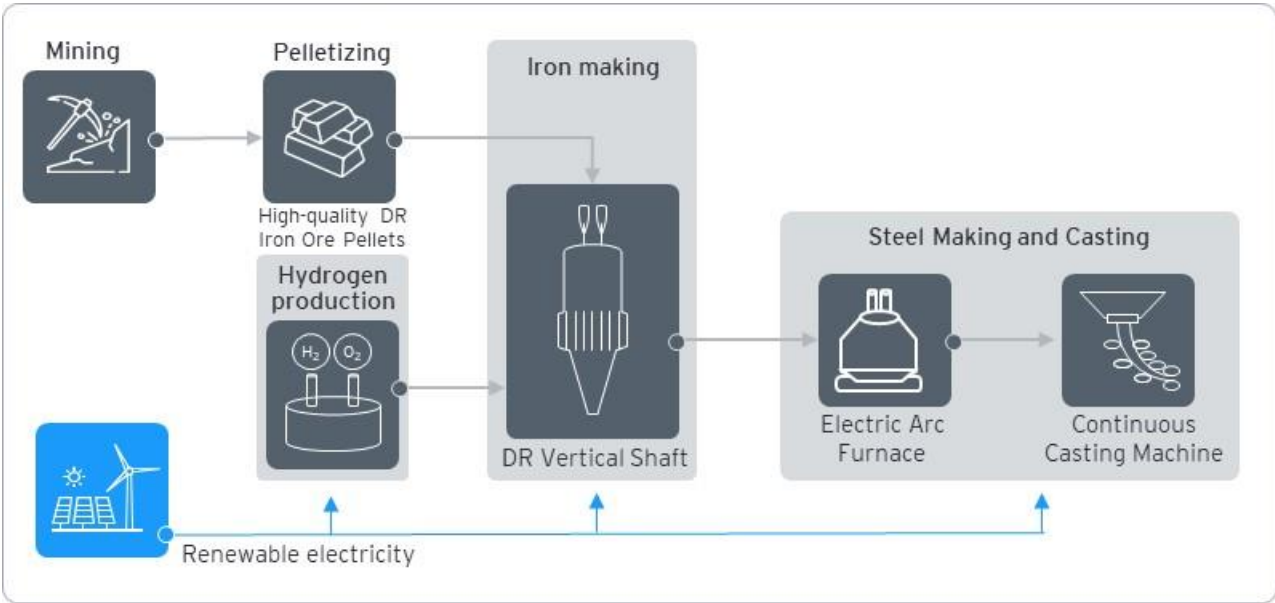 Mining
Pelletizing
High-quality DR
Iron Ore Pellets
Hydrogen
production
H₂ O₂
Iron making
DR Vertical Shaft
Steel Making and Casting
Electric Arc
Furnace
Continuous
Casting Machine
Renewable electricity